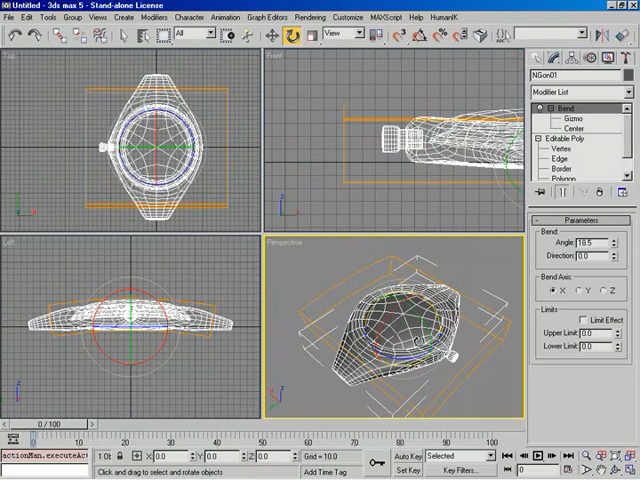 Untitled - 3ds max 5 - Stand-alone License
File Edit Tools Group Views Create Modifiers Character Animation Graph Editors Rendering Customize MAXScript HumanIK
All
View
Top
Front
Left
Perspective
NGon01
Modifier List
Bend
Gizmo
Center
Editable Poly
Vertex
Edge
Border
Polygon
Parameters
Bend:
Angle: 18.5
Direction: 0.0
Bend Axis:
X Y Z
Limits
Limit Effect
Upper Limit: 0.0
Lower Limit: 0.0
0 / 100
0 10 20 30 40 50 60 70 80 90 100
actionMan.executeAct
1 Ob
X: 0.0
Y: 0.0
Z: 0.0
Grid = 10.0
Auto Key
Selected
Click and drag to select and rotate objects
Add Time Tag
Set Key
Key Filters...
0